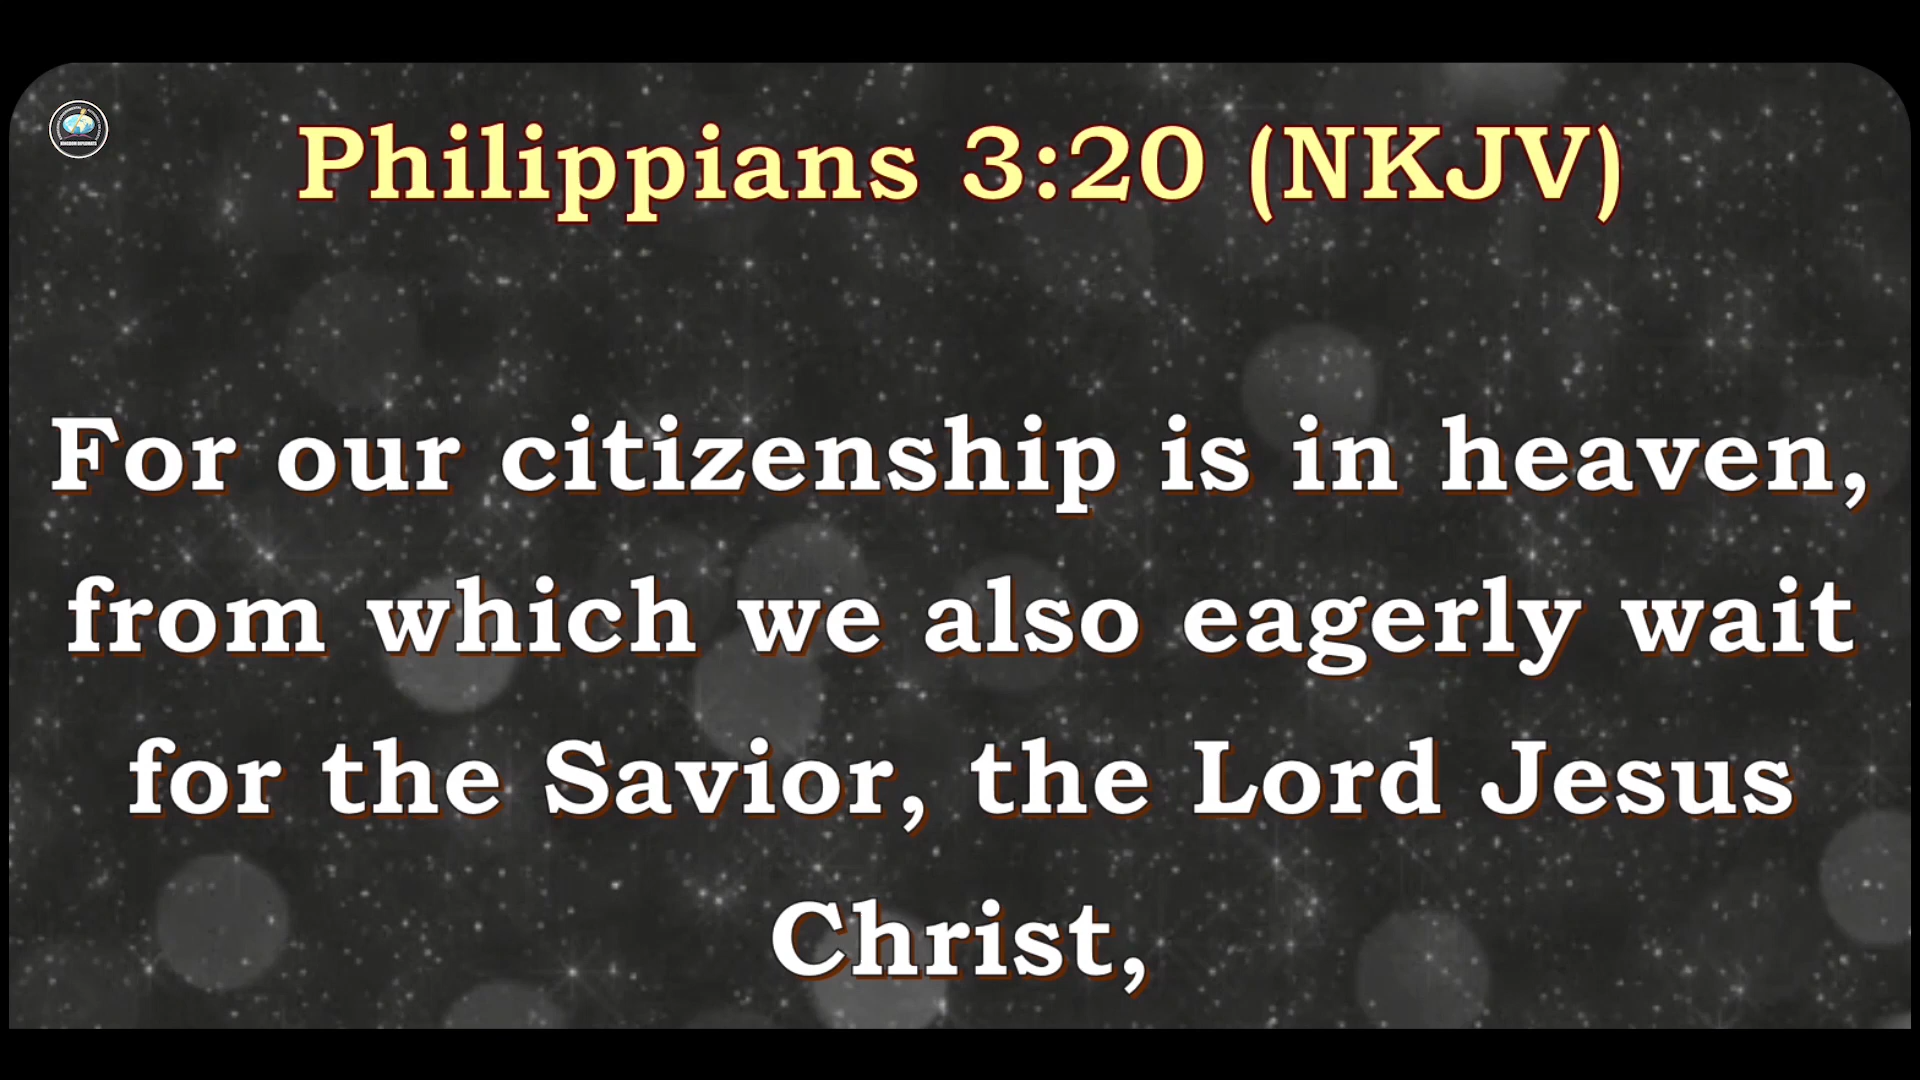 Philippians 3:20 (NKJV)
For our citizenship is in heaven,
from which we also eagerly wait
for the Savior, the Lord Jesus
Christ,